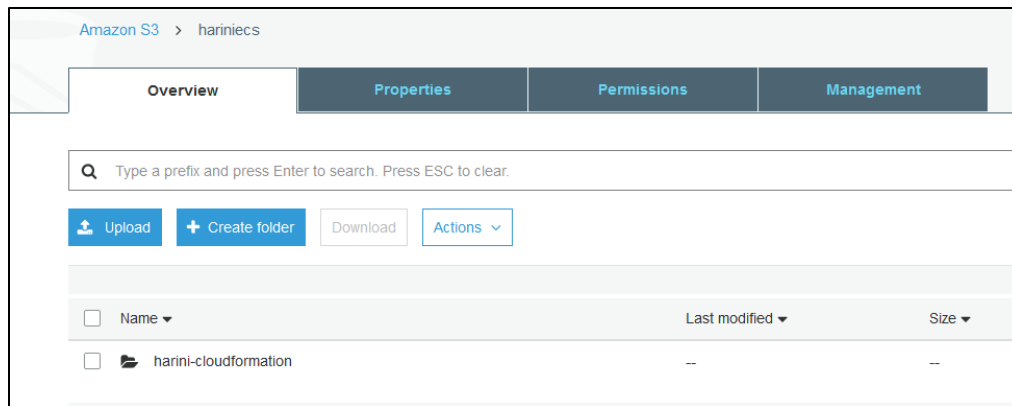 Amazon S3 > hariniecs
Overview Properties Permissions Management
Type a prefix and press Enter to search. Press ESC to clear.
Upload + Create folder Download Actions
Name Last modified Size
harini-cloudformation -- --